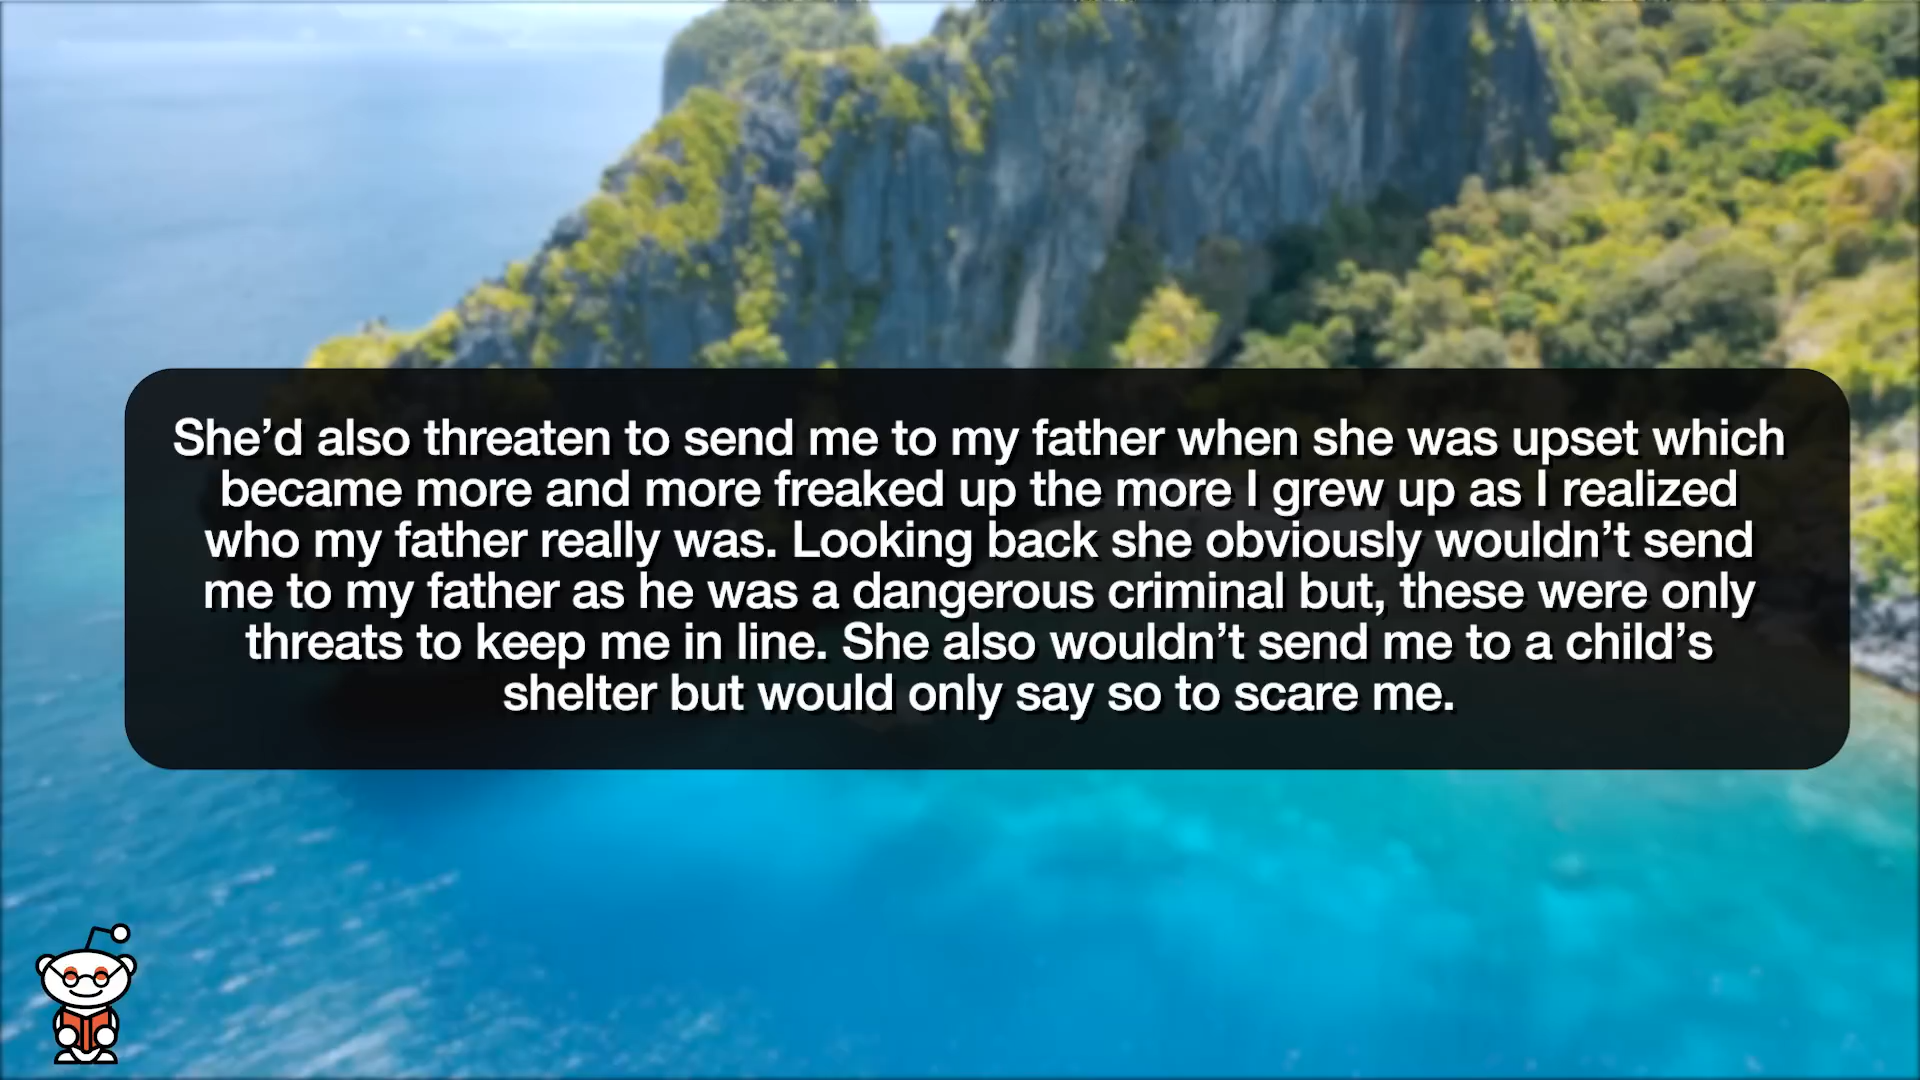 She’d also threaten to send me to my father when she was upset which
became more and more freaked up the more I grew up as I realized
who my father really was. Looking back she obviously wouldn’t send
me to my father as he was a dangerous criminal but, these were only
threats to keep me in line. She also wouldn’t send me to a child’s
shelter but would only say so to scare me.